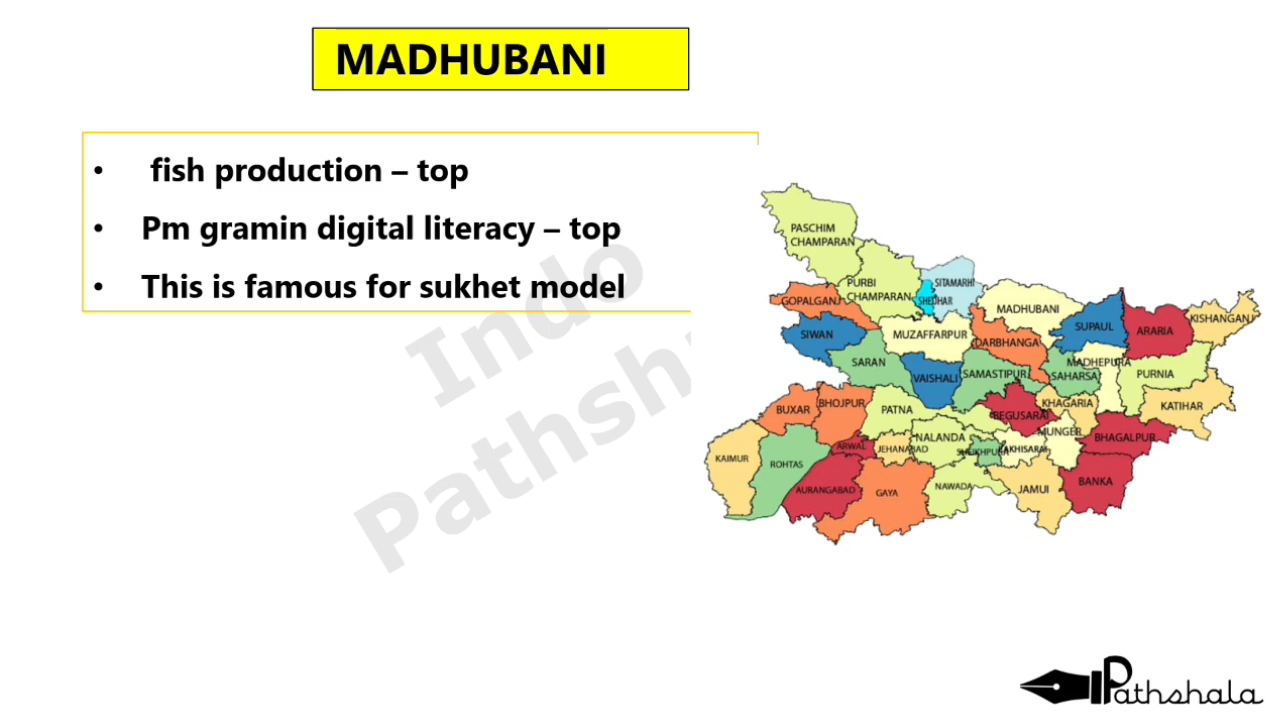 MADHUBANI
• fish production – top
• Pm gramin digital literacy – top
• This is famous for sukhet model
Indo
Pathsh
PASCHIM
CHAMPARAN
PURBI
CHAMPARAN
SITAMARHI
SHEDHAR
GOPALGANJ
MADHUBANI
KISHANGANJ
SIWAN
MUZAFFARPUR
DARBHANGA
SUPAUL
ARARIA
SARAN
VAISHALI
SAMASTIPUR
SAHARSA
MADHEPURA
PURNIA
BUXAR
BHOJPUR
PATNA
BEGUSARAI
KHAGARIA
KATIHAR
ARWAL
JEHANABAD
NALANDA
SHEIKHPURA
LAKHISARAI
MUNGER
BHAGALPUR
KAIMUR
ROHTAS
AURANGABAD
GAYA
NAWADA
JAMUI
BANKA
Pathshala